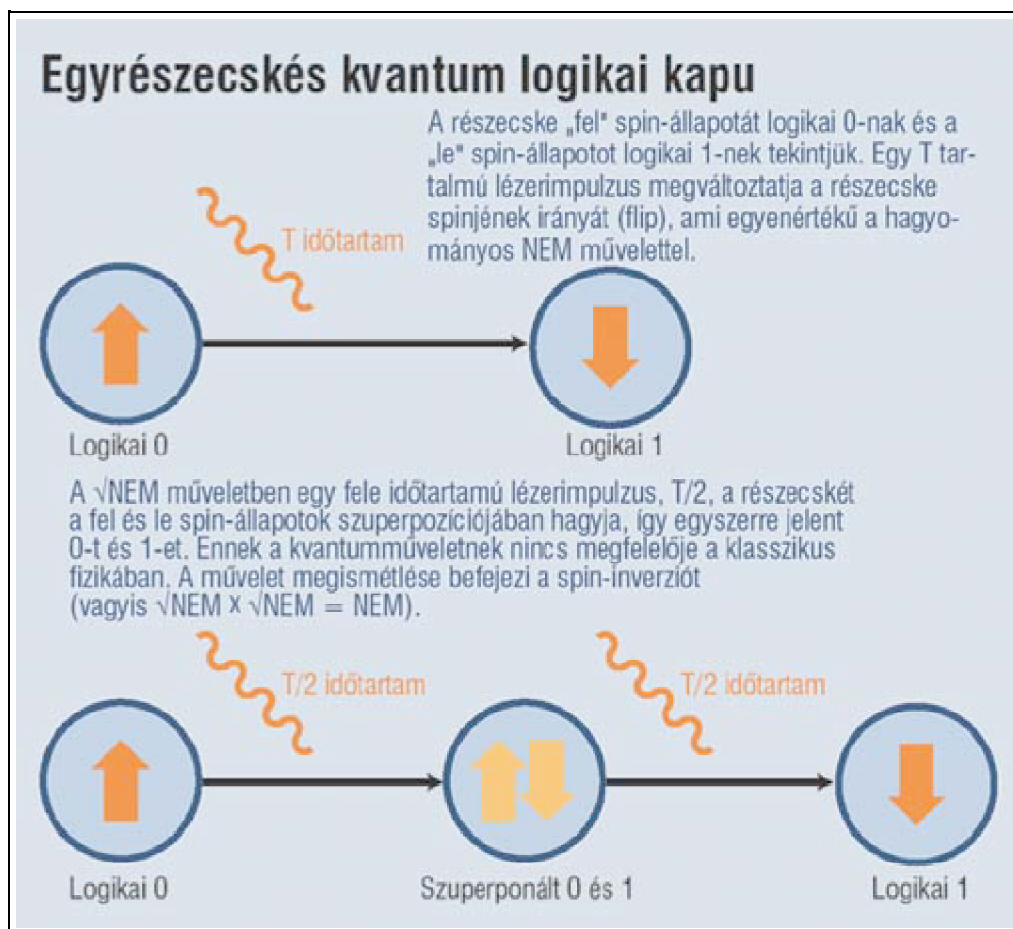 Egyrészecskés kvantum logikai kapu
A részecske „fel" spin-állapotát logikai 0-nak és a
„le" spin-állapotot logikai 1-nek tekintjük. Egy T tar-
talmú lézerimpulzus megváltoztatja a részecske
spinjének irányát (flip), ami egyenértékű a hagyo-
mányos NEM művelettel.
T időtartam
Logikai 0
Logikai 1
A √NEM műveletben egy fele időtartamú lézerimpulzus, T/2, a részecskét
a fel és le spin-állapotok szuperpozíciójában hagyja, így egyszerre jelent
0-t és 1-et. Ennek a kvantumműveletnek nincs megfelelője a klasszikus
fizikában. A művelet megismétlése befejezi a spin-inverziót
(vagyis √NEM x √NEM = NEM).
T/2 időtartam
T/2 időtartam
Logikai 0
Szuperponált 0 és 1
Logikai 1